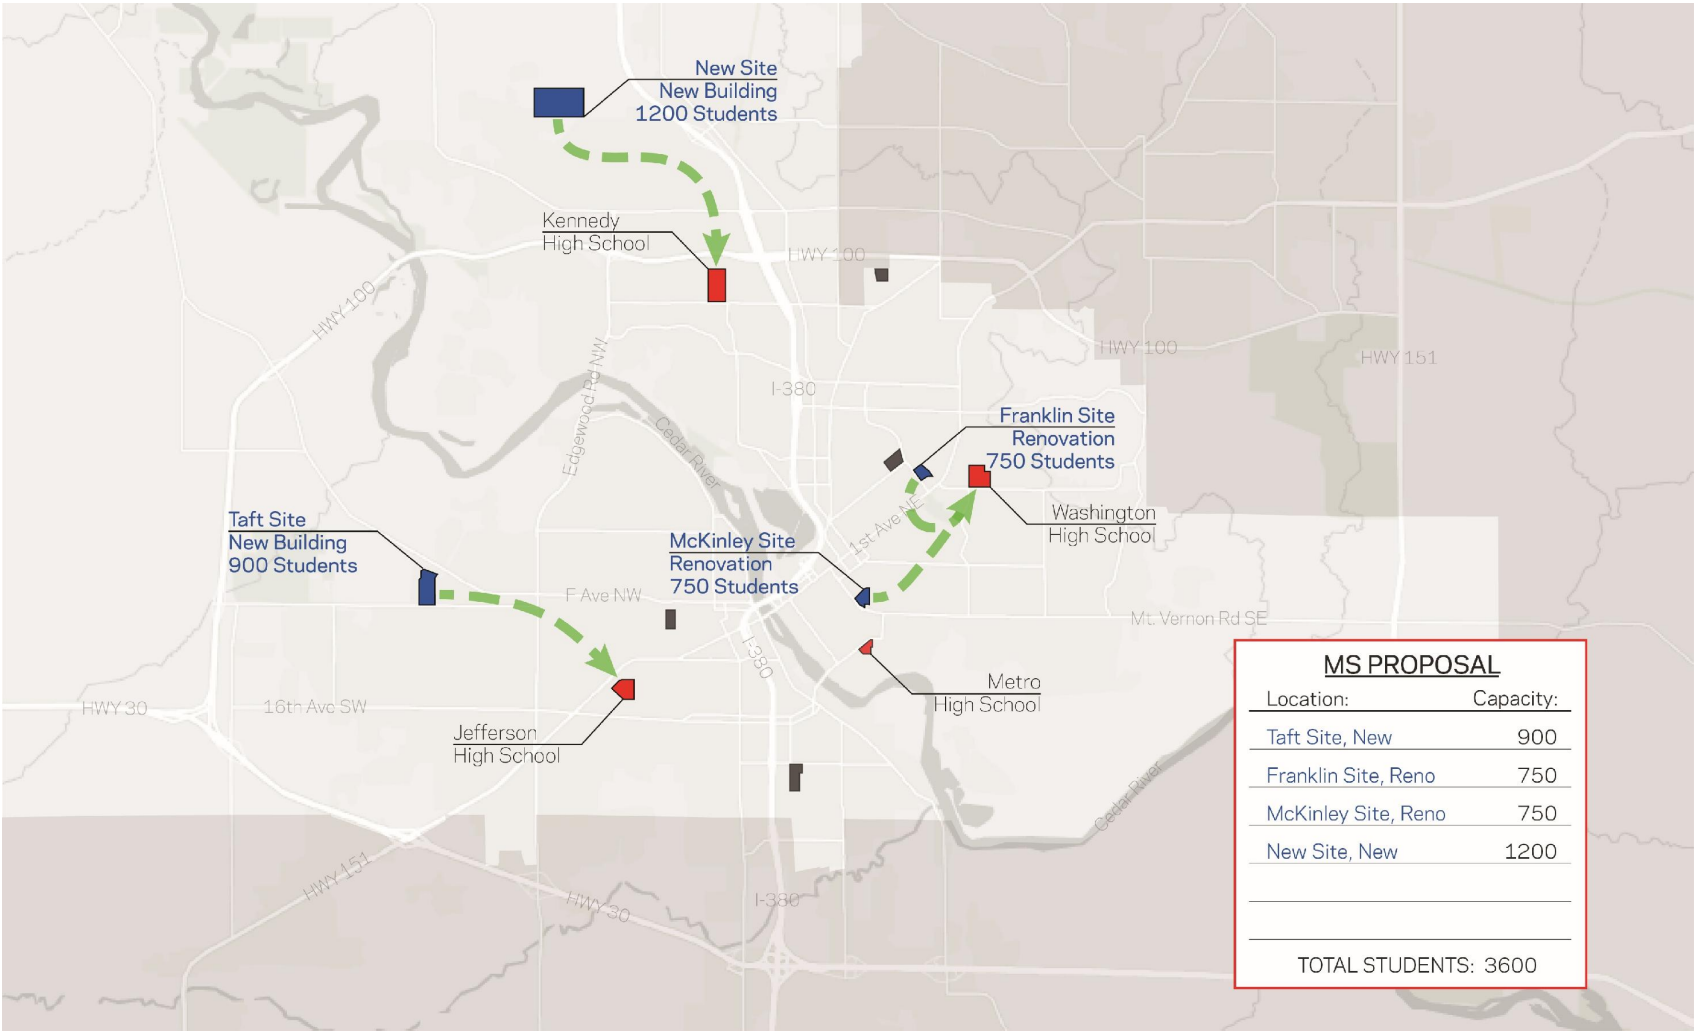 New Site
New Building
1200 Students
Kennedy
High School
HWY 100
HWY 100
HWY 100
HWY 151
Edgewood Rd NW
I-380
Cedar River
Franklin Site
Renovation
750 Students
Washington
High School
1st Ave NE
Taft Site
New Building
900 Students
McKinley Site
Renovation
750 Students
F Ave NW
Mt. Vernon Rd SE
I-380
Metro
High School
HWY 30
16th Ave SW
Jefferson
High School
Cedar River
HWY 151
HWY 30
I-380
MS PROPOSAL
Location: Capacity:
Taft Site, New 900
Franklin Site, Reno 750
McKinley Site, Reno 750
New Site, New 1200
TOTAL STUDENTS: 3600